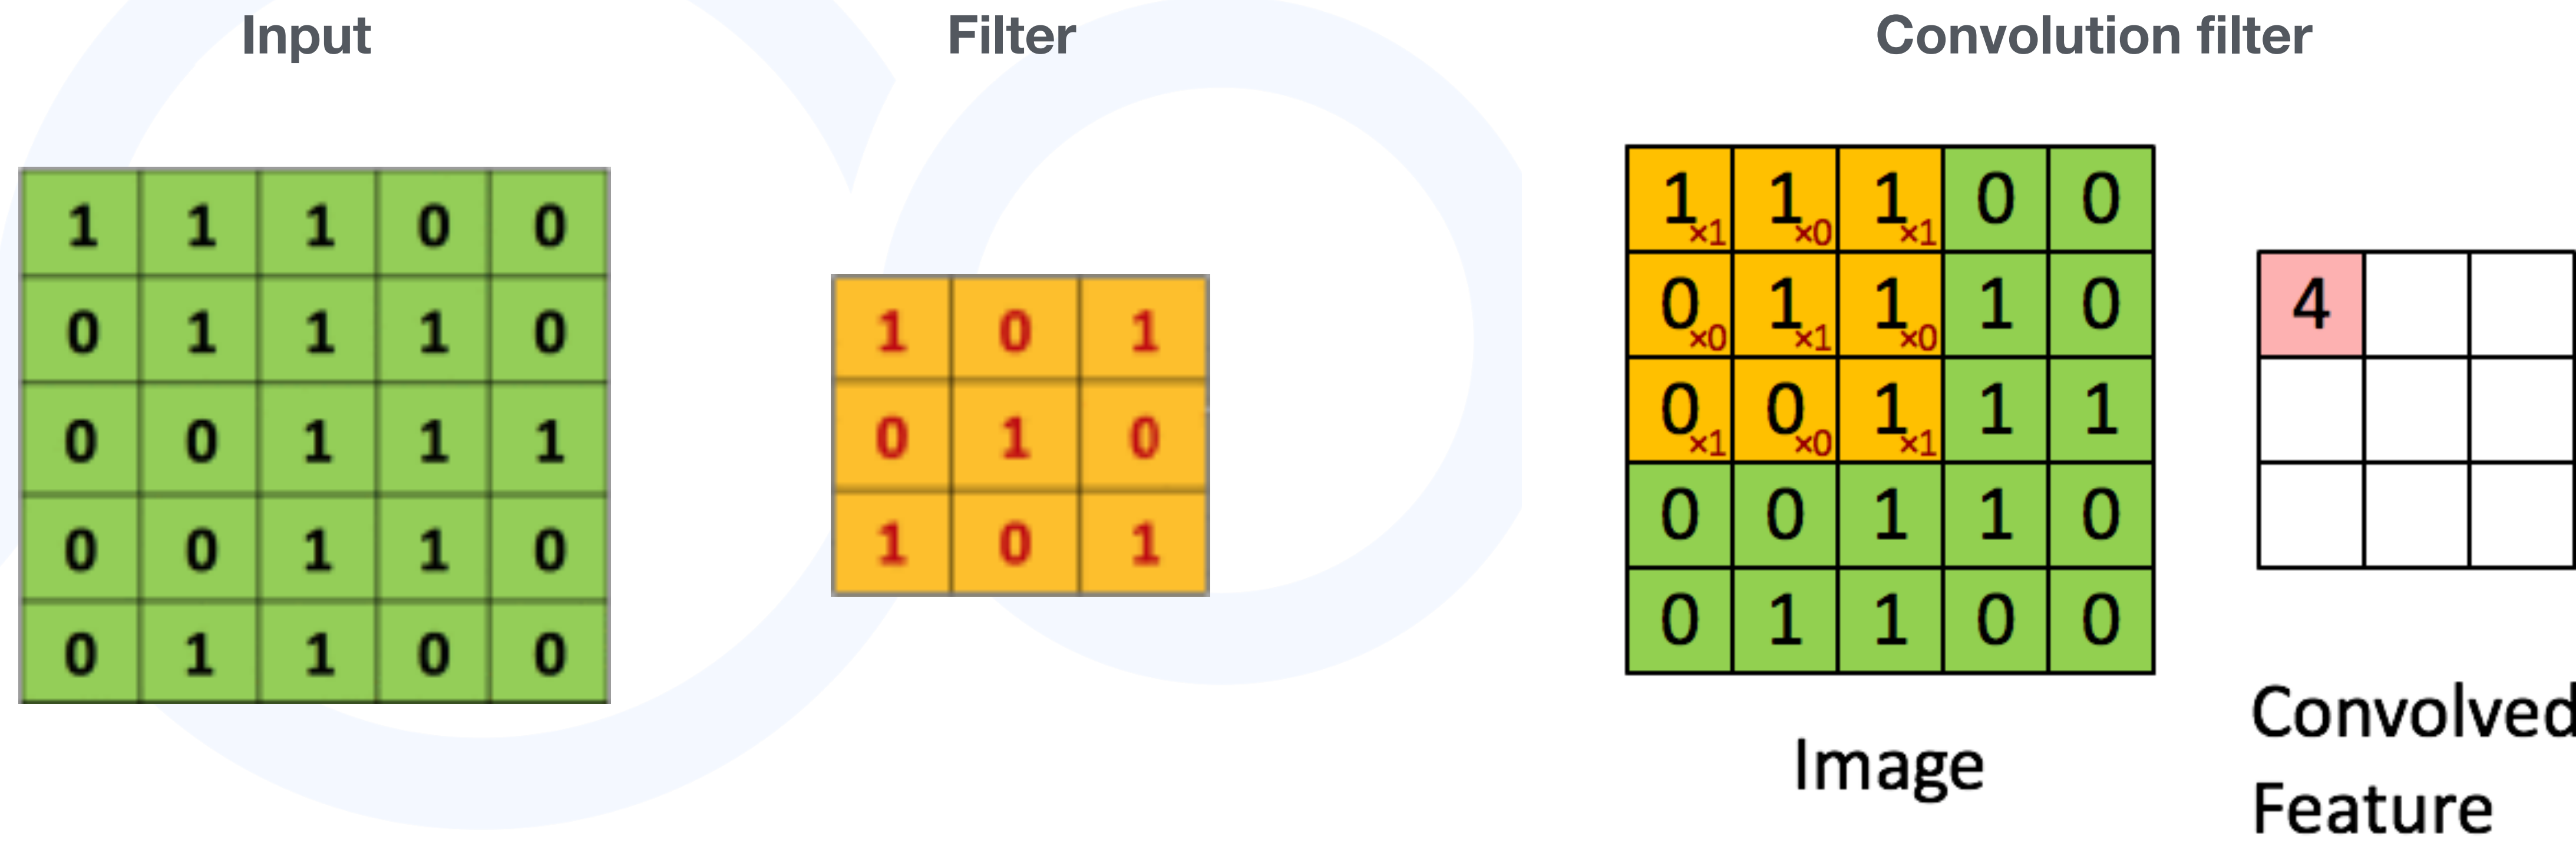 Input
1 1 1 0 0
0 1 1 1 0
0 0 1 1 1
0 0 1 1 0
0 1 1 0 0
Filter
1 0 1
0 1 0
1 0 1
Convolution filter
1×1 1×0 1×1 0 0
0×0 1×1 1×0 1 0
0×1 0×0 1×1 1 1
0 0 1 1 0
0 1 1 0 0
Image
4
Convolved
Feature